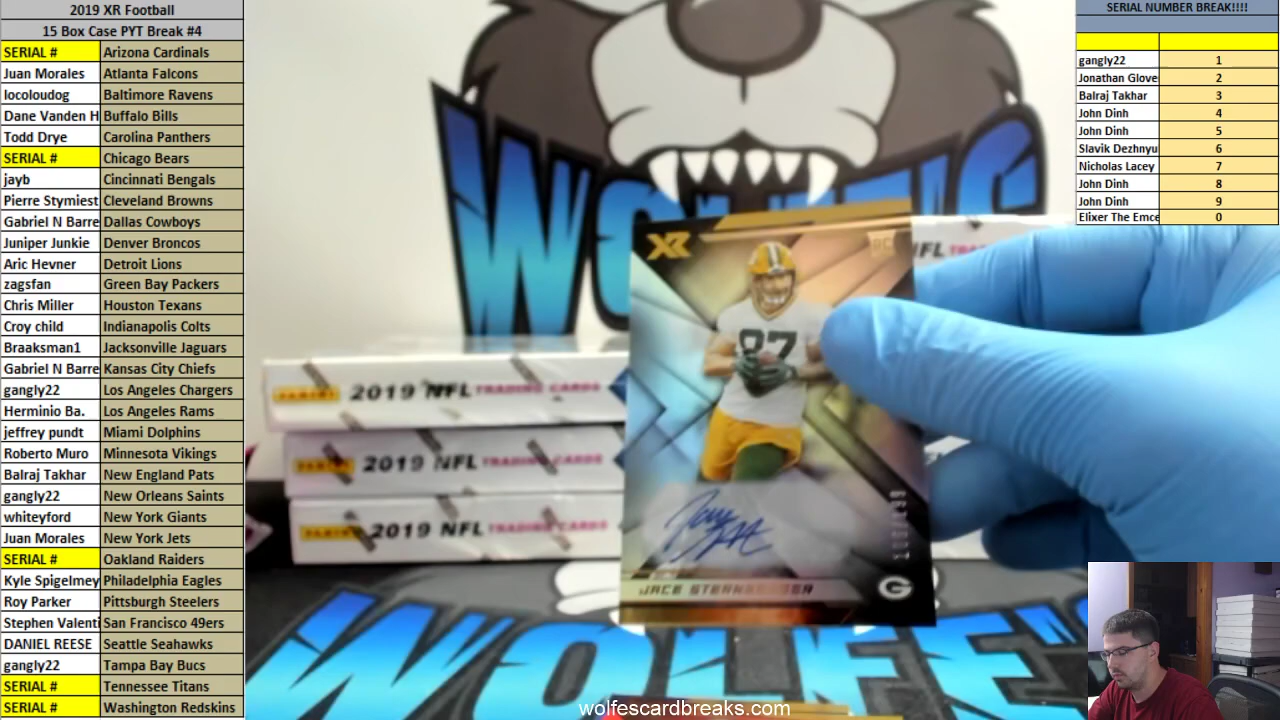 2019 XR Football
15 Box Case PYT Break #4
SERIAL # Arizona Cardinals
Juan Morales Atlanta Falcons
locoloudog Baltimore Ravens
Dane Vanden H Buffalo Bills
Todd Drye Carolina Panthers
SERIAL # Chicago Bears
jayb Cincinnati Bengals
Pierre Stymiest Cleveland Browns
Gabriel N Barre Dallas Cowboys
Juniper Junkie Denver Broncos
Aric Hevner Detroit Lions
zagsfan Green Bay Packers
Chris Miller Houston Texans
Croy child Indianapolis Colts
Braaksman1 Jacksonville Jaguars
Gabriel N Barre Kansas City Chiefs
gangly22 Los Angeles Chargers
Herminio Ba. Los Angeles Rams
jeffrey pundt Miami Dolphins
Roberto Muro Minnesota Vikings
Balraj Takhar New England Pats
gangly22 New Orleans Saints
whiteyford New York Giants
Juan Morales New York Jets
SERIAL # Oakland Raiders
Kyle Spigelmey Philadelphia Eagles
Roy Parker Pittsburgh Steelers
Stephen Valenti San Francisco 49ers
DANIEL REESE Seattle Seahawks
gangly22 Tampa Bay Bucs
SERIAL # Tennessee Titans
SERIAL # Washington Redskins
SERIAL NUMBER BREAK!!!!
gangly22 1
Jonathan Glove 2
Balraj Takhar 3
John Dinh 4
John Dinh 5
Slavik Dezhnyu 6
Nicholas Lacey 7
John Dinh 8
John Dinh 9
Elixer The Emce 0
XR
RC
87
JACE
G
NFL
PANINI 2019 NFL TRADING CARDS
PANINI 2019 NFL TRADING CARDS
PANINI 2019 NFL TRADING CARDS
WOLFE'S
wolfescardbreaks.com